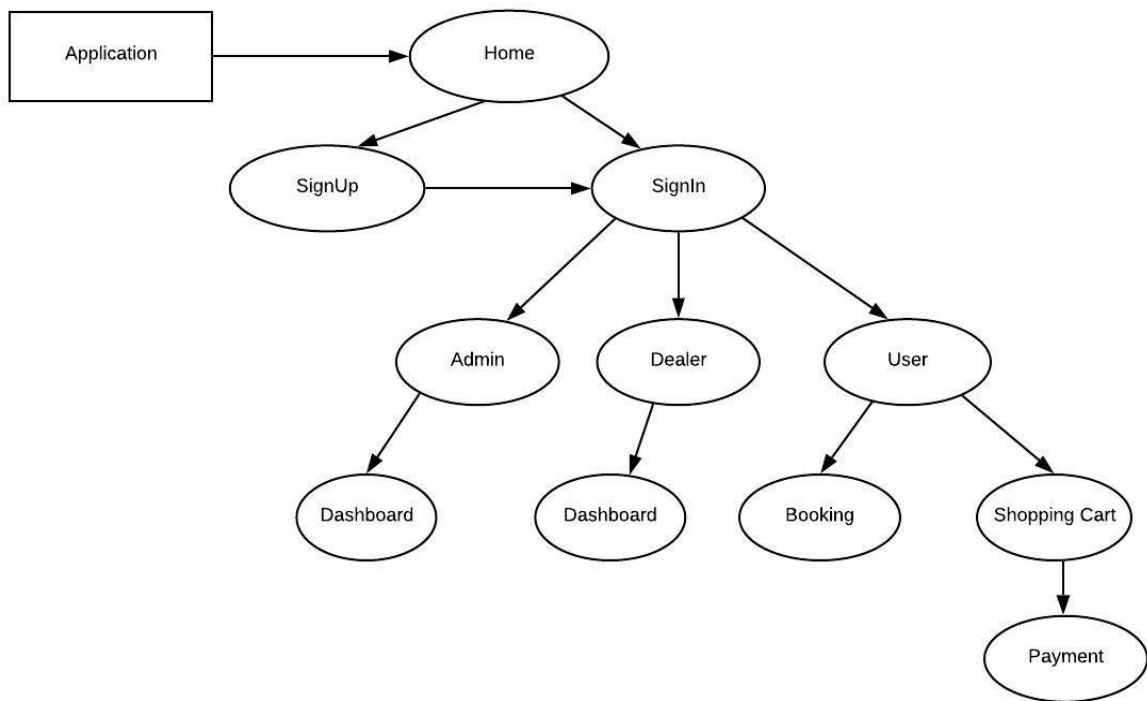 Application
Home
SignUp
SignIn
Admin
Dealer
User
Dashboard
Dashboard
Booking
Shopping Cart
Payment